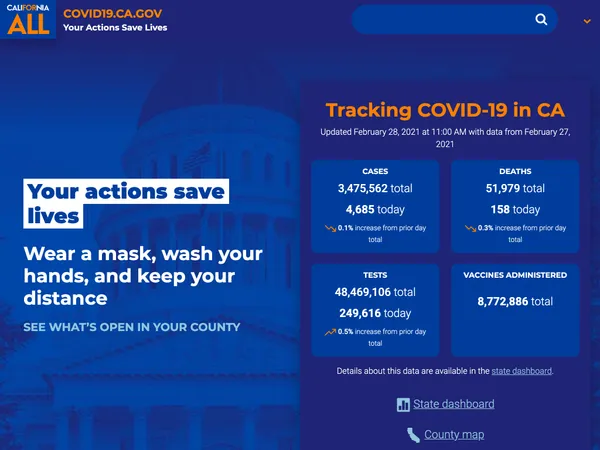 CALIFORNIA
ALL
COVID19.CA.GOV
Your Actions Save Lives
Your actions save
lives
Wear a mask, wash your
hands, and keep your
distance
SEE WHAT'S OPEN IN YOUR COUNTY
Tracking COVID-19 in CA
Updated February 28, 2021 at 11:00 AM with data from February 27,
2021
CASES
3,475,562 total
4,685 today
0.1% increase from prior day
total
DEATHS
51,979 total
158 today
0.3% increase from prior day
total
TESTS
48,469,106 total
249,616 today
0.5% increase from prior day
total
VACCINES ADMINISTERED
8,772,886 total
Details about this data are available in the state dashboard.
State dashboard
County map